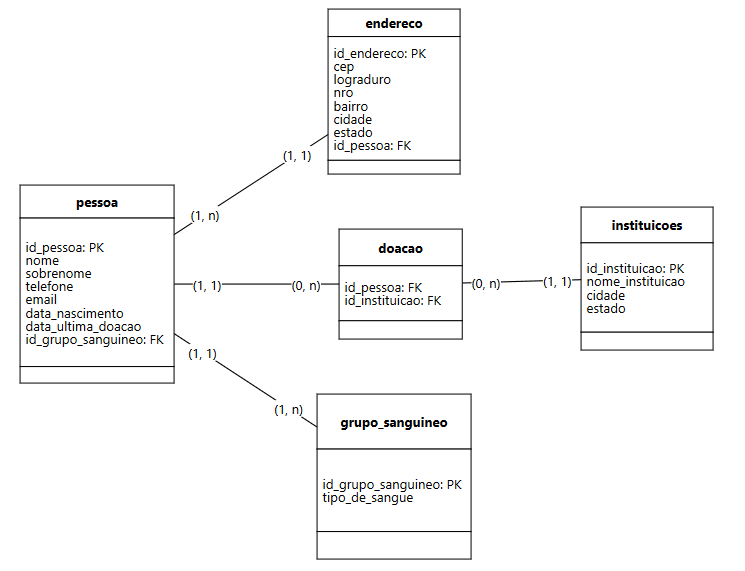 endereco
id_endereco: PK
cep
lograduro
nro
bairro
cidade
estado
id_pessoa: FK
(1, 1)
(1, n)
pessoa
id_pessoa: PK
nome
sobrenome
telefone
email
data_nascimento
data_ultima_doacao
id_grupo_sanguineo: FK
(1, 1)
(0, n)
doacao
id_pessoa: FK
id_instituicao: FK
(0, n)
(1, 1)
instituicoes
id_instituicao: PK
nome_instituicao
cidade
estado
(1, 1)
(1, n)
grupo_sanguineo
id_grupo_sanguineo: PK
tipo_de_sangue